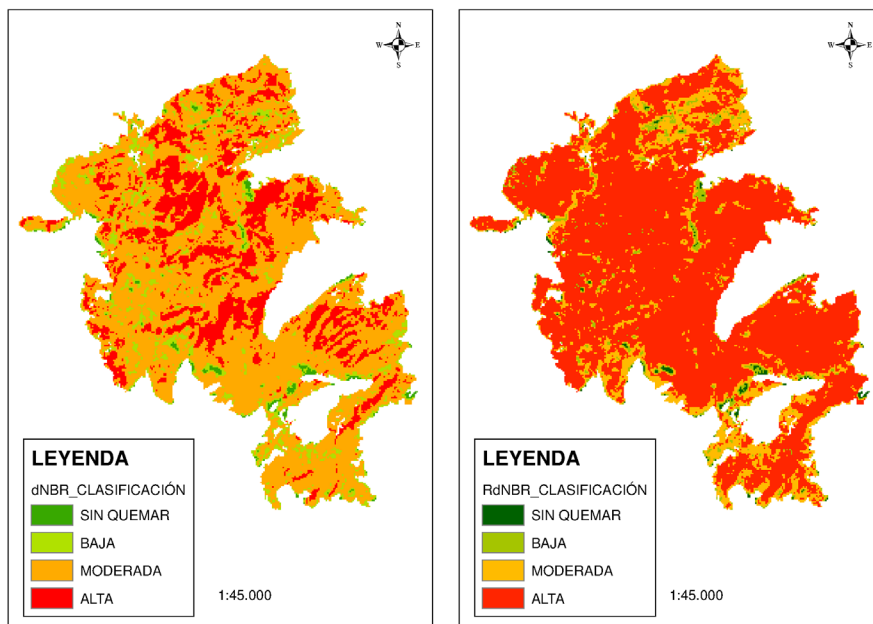 N
W E
S
LEYENDA
dNBR_CLASIFICACIÓN
SIN QUEMAR
BAJA
MODERADA
ALTA
1:45.000
N
W E
S
LEYENDA
RdNBR_CLASIFICACIÓN
SIN QUEMAR
BAJA
MODERADA
ALTA
1:45.000